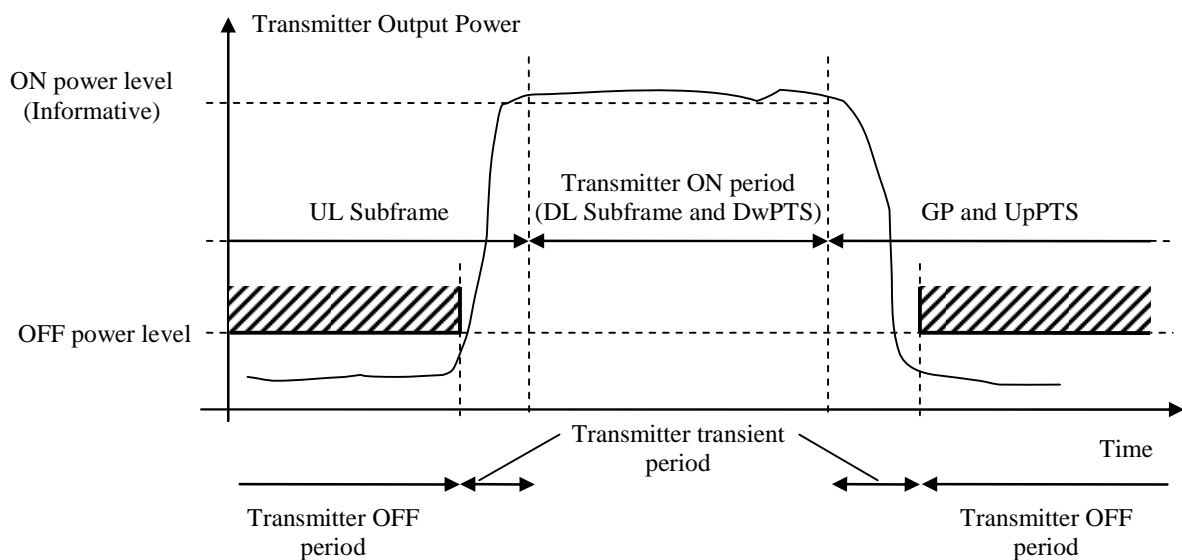 Transmitter Output Power
ON power level
(Informative)
Transmitter ON period
UL Subframe
(DL Subframe and DwPTS)
GP and UpPTS
OFF power level
Transmitter transient
period
Time
Transmitter OFF
period
Transmitter OFF
period